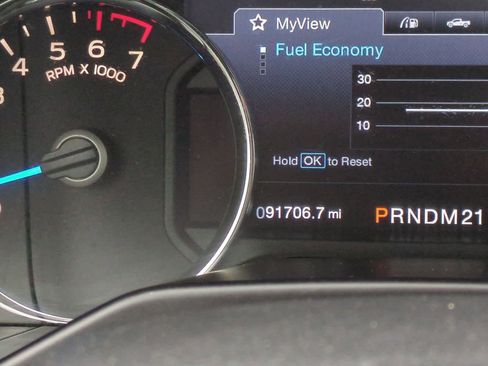 MyView
Fuel Economy
30
20
10
Hold OK to Reset
091706.7 mi
PRNDM21
3
4
5
6
7
RPM X 1000